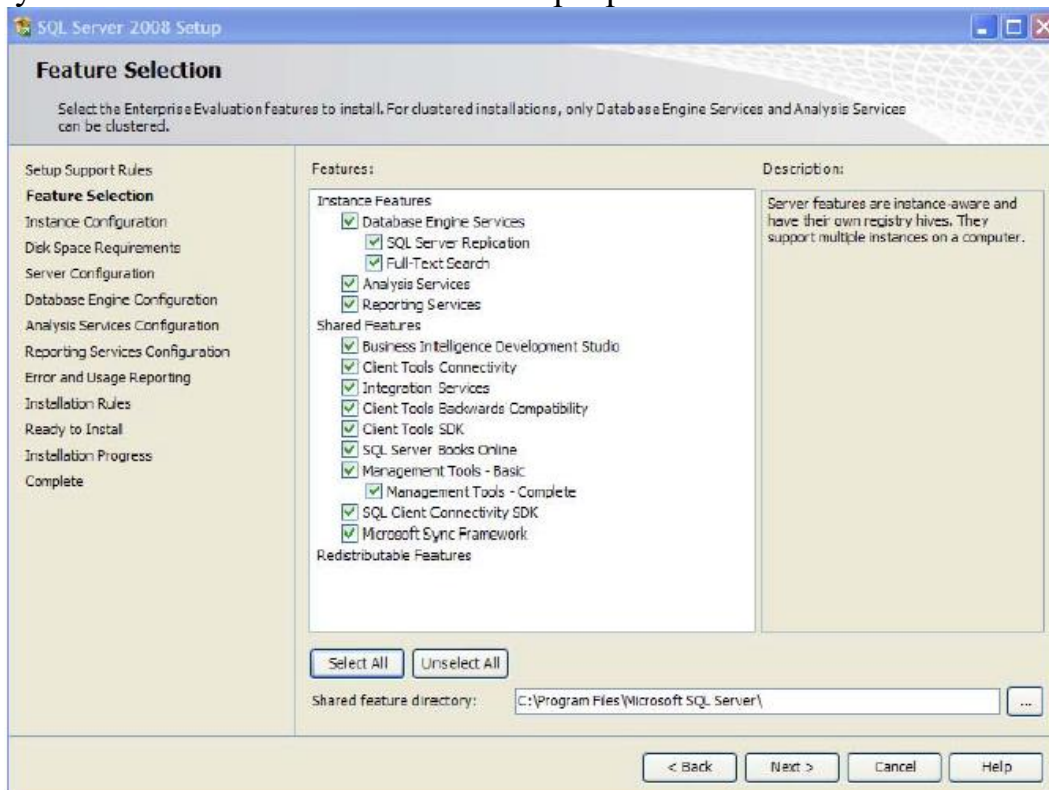 SQL Server 2008 Setup
Feature Selection
Select the Enterprise Evaluation features to install. For clustered installations, only Database Engine Services and Analysis Services
can be clustered.
Setup Support Rules
Feature Selection
Instance Configuration
Disk Space Requirements
Server Configuration
Database Engine Configuration
Analysis Services Configuration
Reporting Services Configuration
Error and Usage Reporting
Installation Rules
Ready to Install
Installation Progress
Complete
Features:
Instance Features
Database Engine Services
SQL Server Replication
Full-Text Search
Analysis Services
Reporting Services
Shared Features
Business Intelligence Development Studio
Client Tools Connectivity
Integration Services
Client Tools Backwards Compatibility
Client Tools SDK
SQL Server Books Online
Management Tools - Basic
Management Tools - Complete
SQL Client Connectivity SDK
Microsoft Sync Framework
Redistributable Features
Description:
Server features are instance-aware and
have their own registry hives. They
support multiple instances on a computer.
Select All Unselect All
Shared feature directory: C:\Program Files\Microsoft SQL Server\ ...
< Back Next > Cancel Help